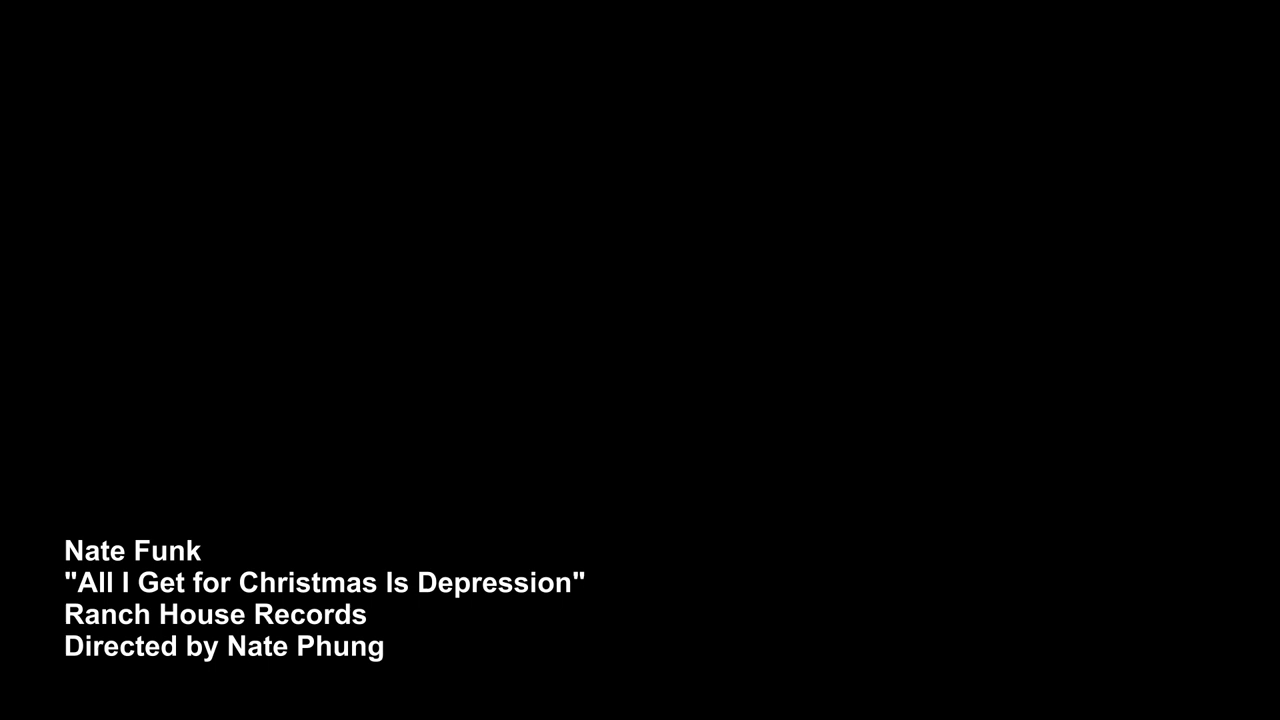 Nate Funk
"All I Get for Christmas Is Depression"
Ranch House Records
Directed by Nate Phung